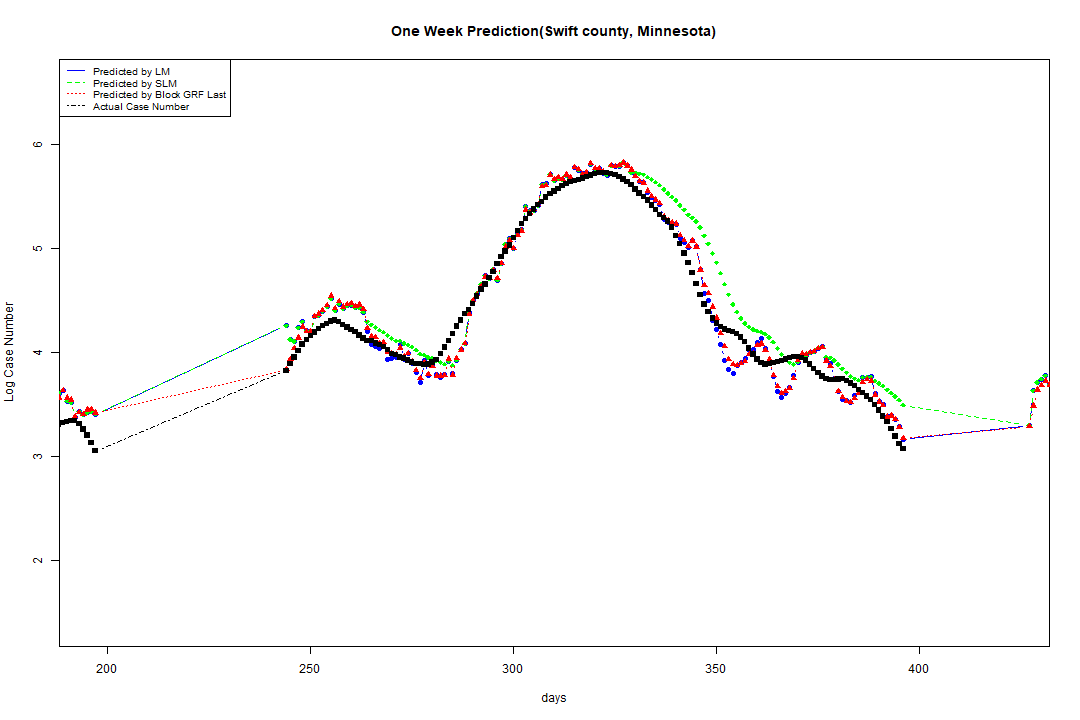 One Week Prediction(Swift county, Minnesota)
Predicted by LM
Predicted by SLM
Predicted by Block GRF Last
Actual Case Number
6
5
4
3
2
Log Case Number
200 250 300 350 400
days